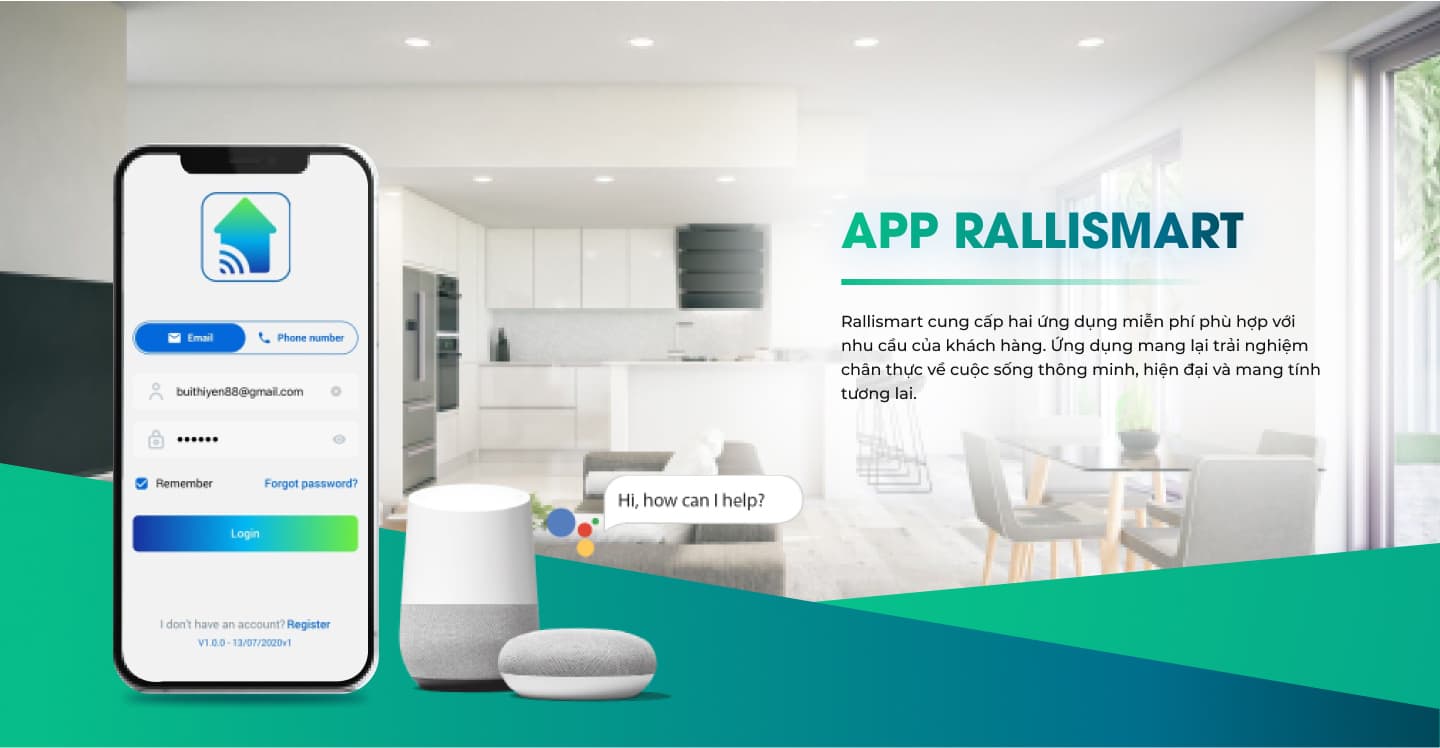 APP RALLISMART
Rallismart cung cấp hai ứng dụng miễn phí phù hợp với
nhu cầu của khách hàng. Ứng dụng mang lại trải nghiệm
chân thực về cuộc sống thông minh, hiện đại và mang tính
tương lai.
Email
Phone number
buithiyen88@gmail.com
Remember
Forgot password?
Login
I don't have an account? Register
V1.0.0 - 13/07/2020v1
Hi, how can I help?